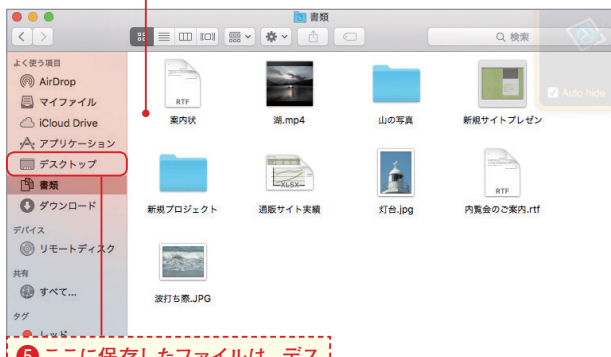 書類
検索
Auto hide
よく使う項目
AirDrop
マイファイル
iCloud Drive
アプリケーション
デスクトップ
書類
ダウンロード
デバイス
リモートディスク
共有
すべて...
タグ
レッド
RTF
案内状
湖.mp4
山の写真
新規サイトプレゼン
新規プロジェクト
XLSX
通販サイト実績
灯台.jpg
RTF
内覧会のご案内.rtf
波打ち際.JPG
❺ ここに保存したファイルは、デス